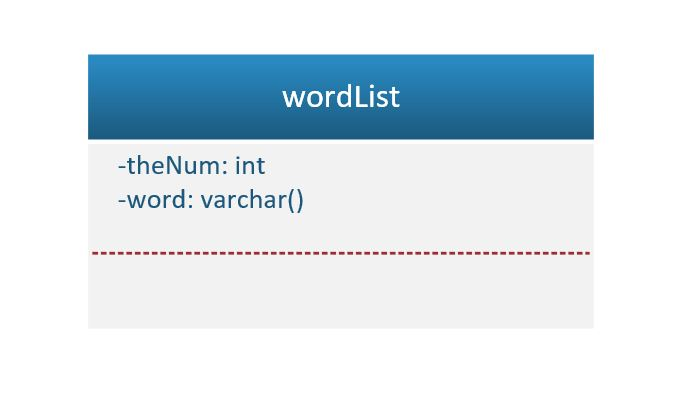 wordList
-theNum: int
-word: varchar()